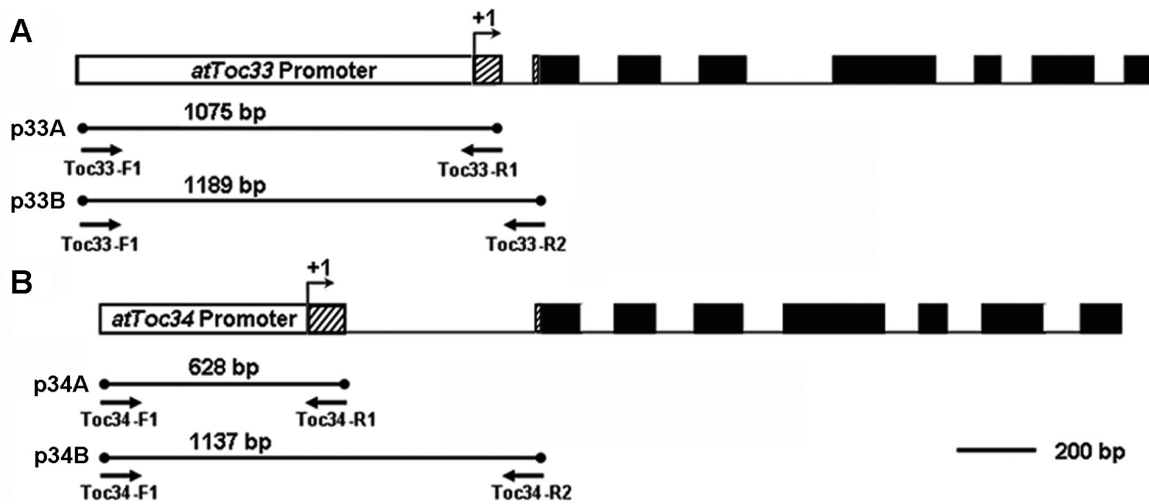 A
+1
atToc33 Promoter
p33A
1075 bp
Toc33-F1
Toc33-R1
p33B
1189 bp
Toc33-F1
Toc33-R2
B
+1
atToc34 Promoter
p34A
628 bp
Toc34-F1
Toc34-R1
p34B
1137 bp
Toc34-F1
Toc34-R2
200 bp